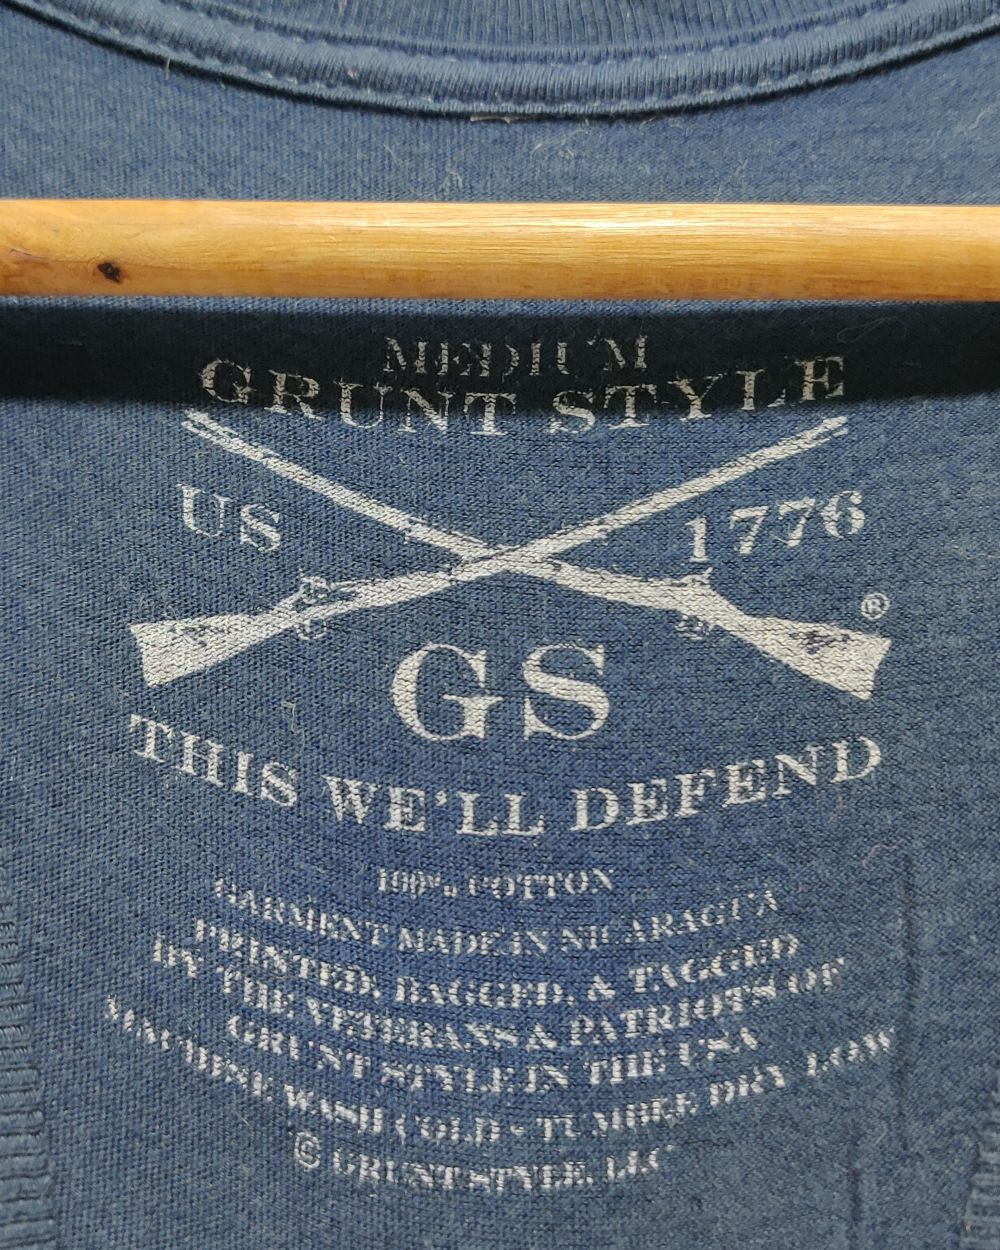 MEDIUM
GRUNT STYLE
US 1776
®
GS
THIS WE'LL DEFEND
100% COTTON
GARMENT MADE IN NICARAGUA
PRINTED, BAGGED, & TAGGED
BY THE VETERANS & PATRIOTS OF
GRUNT STYLE IN THE USA
MACHINE WASH COLD - TUMBLE DRY LOW
© GRUNT STYLE, LLC